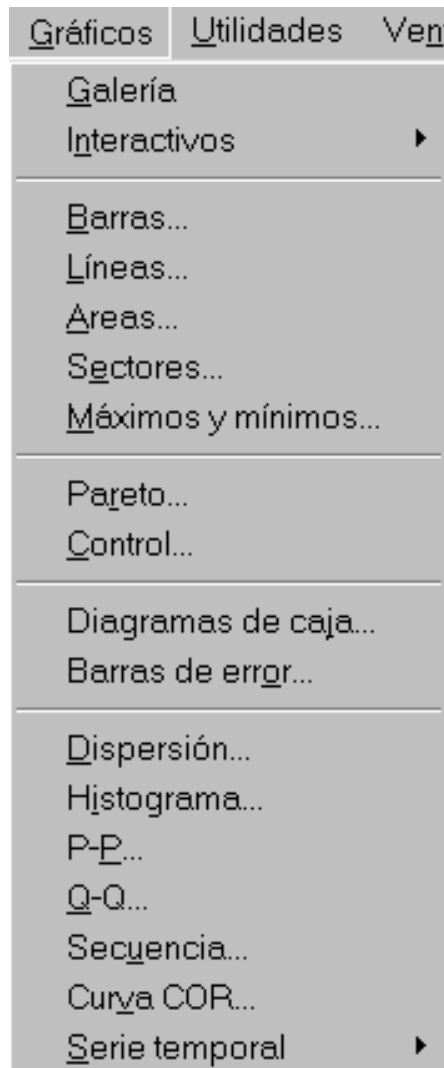 Gráficos Utilidades Ven
Galería
Interactivos
Barras...
Líneas...
Areas...
Sectores...
Máximos y mínimos...
Pareto...
Control...
Diagramas de caja...
Barras de error...
Dispersión...
Histograma...
P-P...
Q-Q...
Secuencia...
Curva COR...
Serie temporal